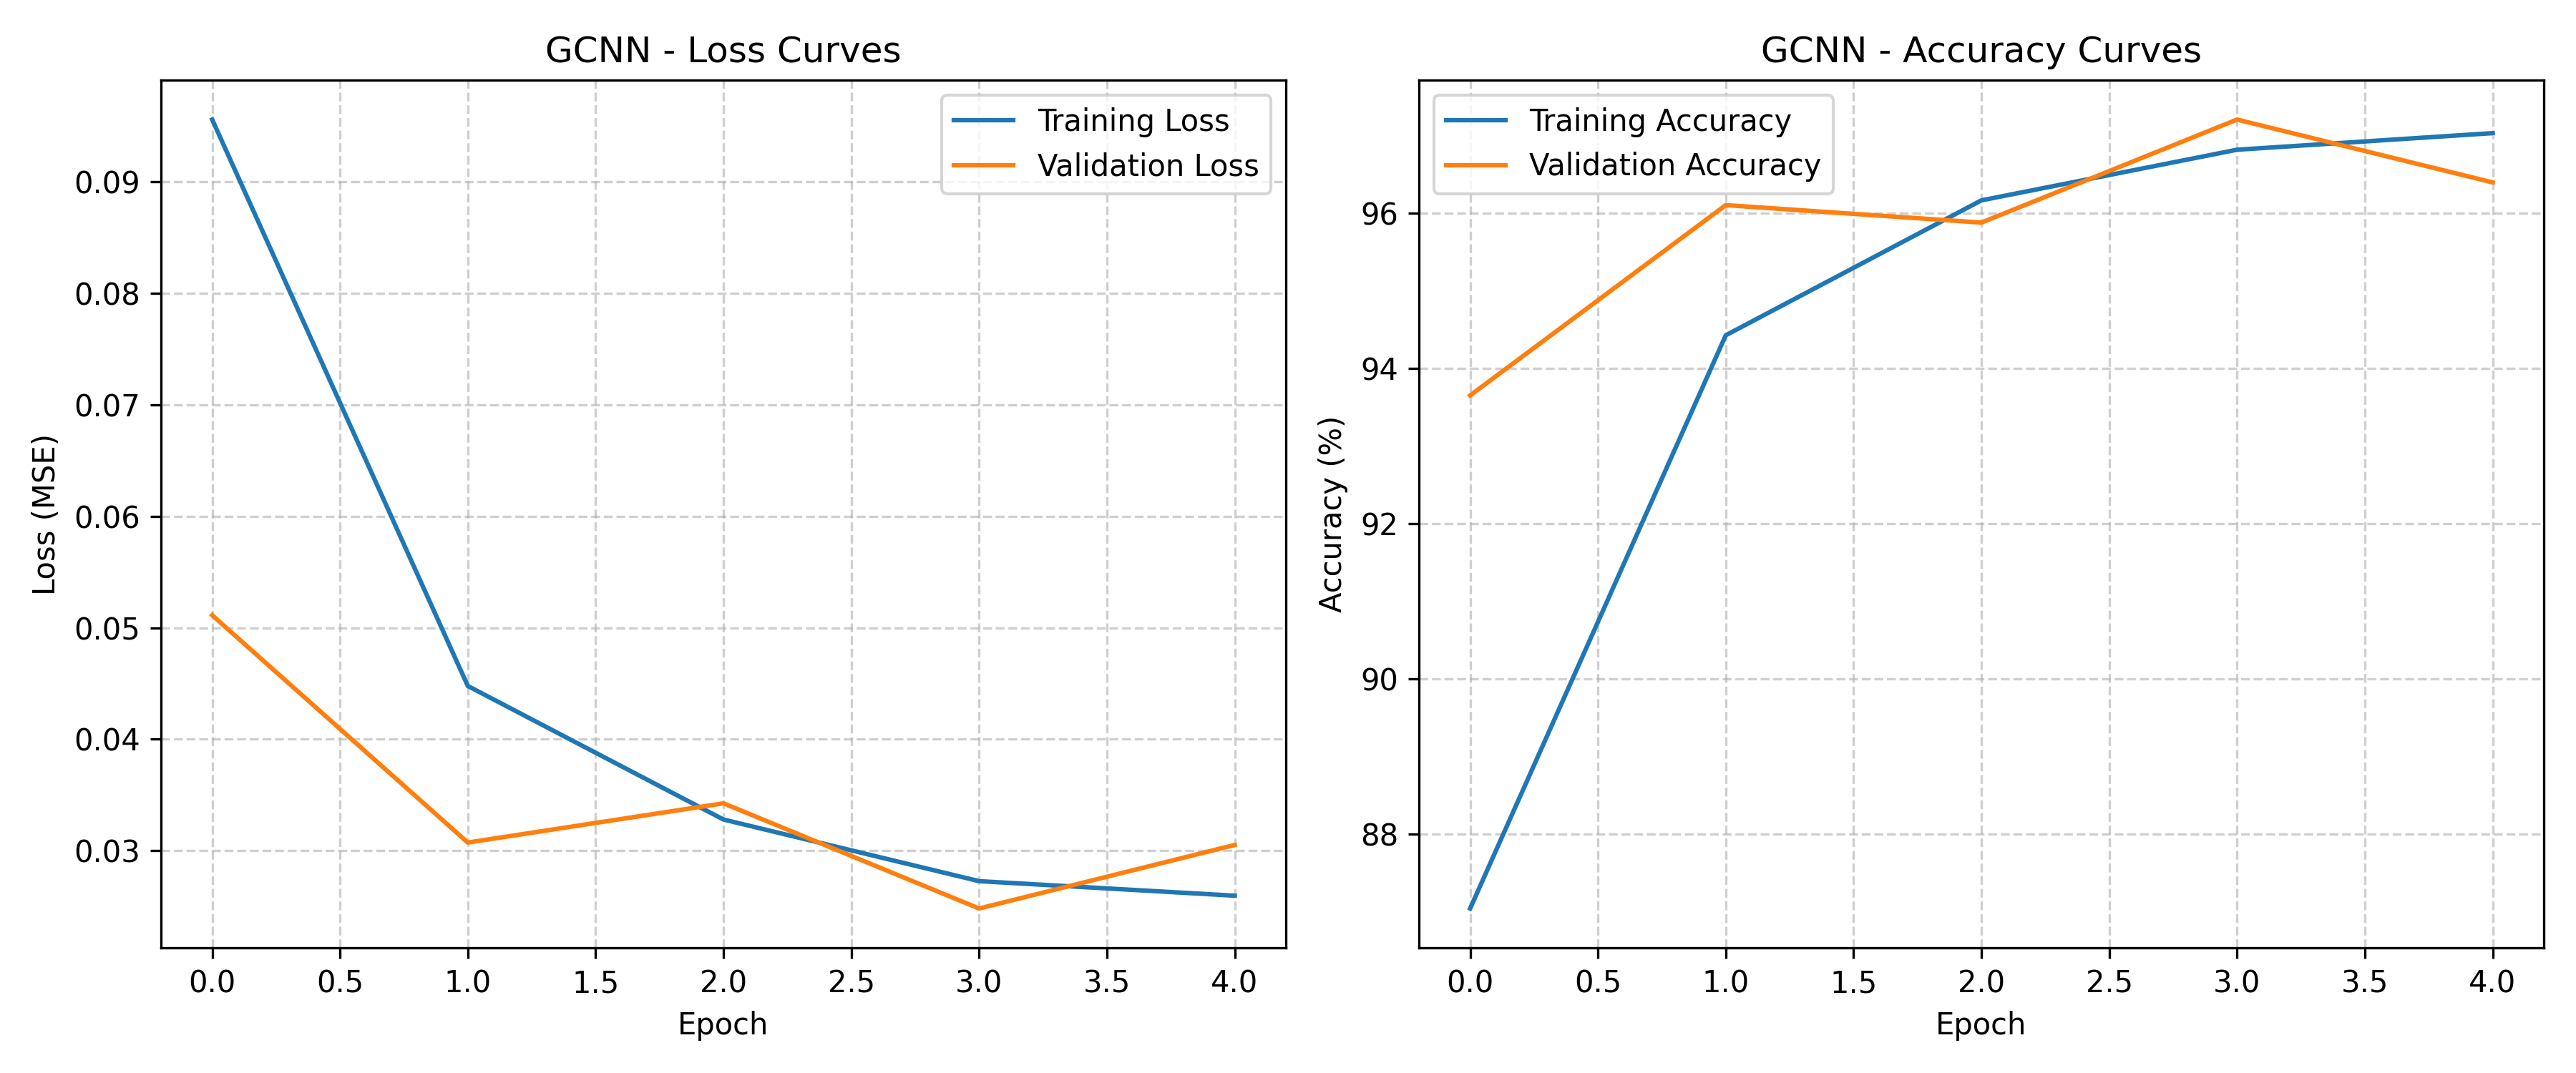 GCNN - Loss Curves
Training Loss
Validation Loss
0.09
0.08
0.07
0.06
0.05
0.04
0.03
Loss (MSE)
0.0 0.5 1.0 1.5 2.0 2.5 3.0 3.5 4.0
Epoch
GCNN - Accuracy Curves
Training Accuracy
Validation Accuracy
96
94
92
90
88
Accuracy (%)
0.0 0.5 1.0 1.5 2.0 2.5 3.0 3.5 4.0
Epoch